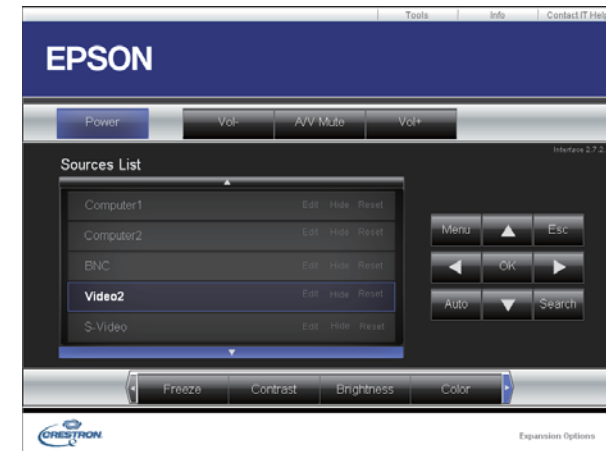 Tools Info Contact IT Help
EPSON
Power Vol- A/V Mute Vol+
Interface 2.7.2.
Sources List
Computer1 Edit Hide Reset
Computer2 Edit Hide Reset
BNC Edit Hide Reset
Video2 Edit Hide Reset
S-Video Edit Hide Reset
Menu Esc
OK
Auto Search
Freeze Contrast Brightness Color
CRESTRON Expansion Options